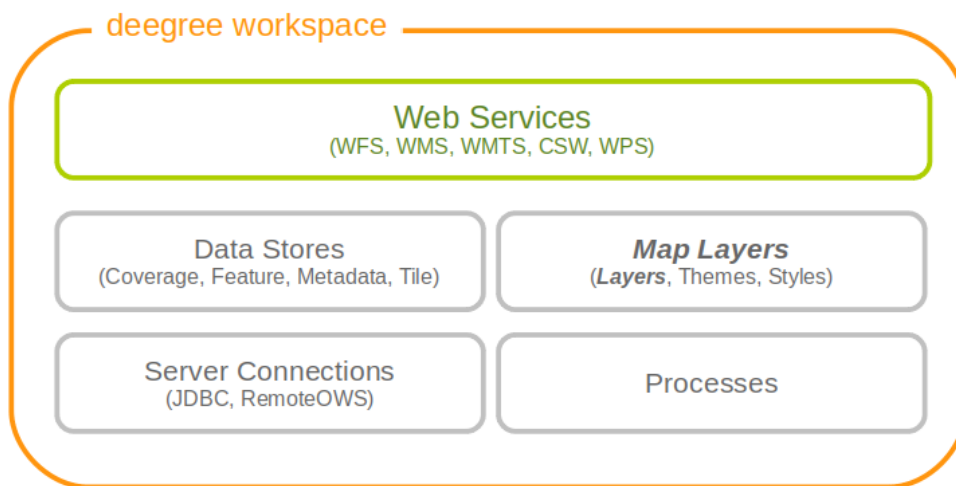 deegree workspace
Web Services
(WFS, WMS, WMTS, CSW, WPS)
Data Stores
(Coverage, Feature, Metadata, Tile)
Map Layers
(Layers, Themes, Styles)
Server Connections
(JDBC, RemoteOWS)
Processes